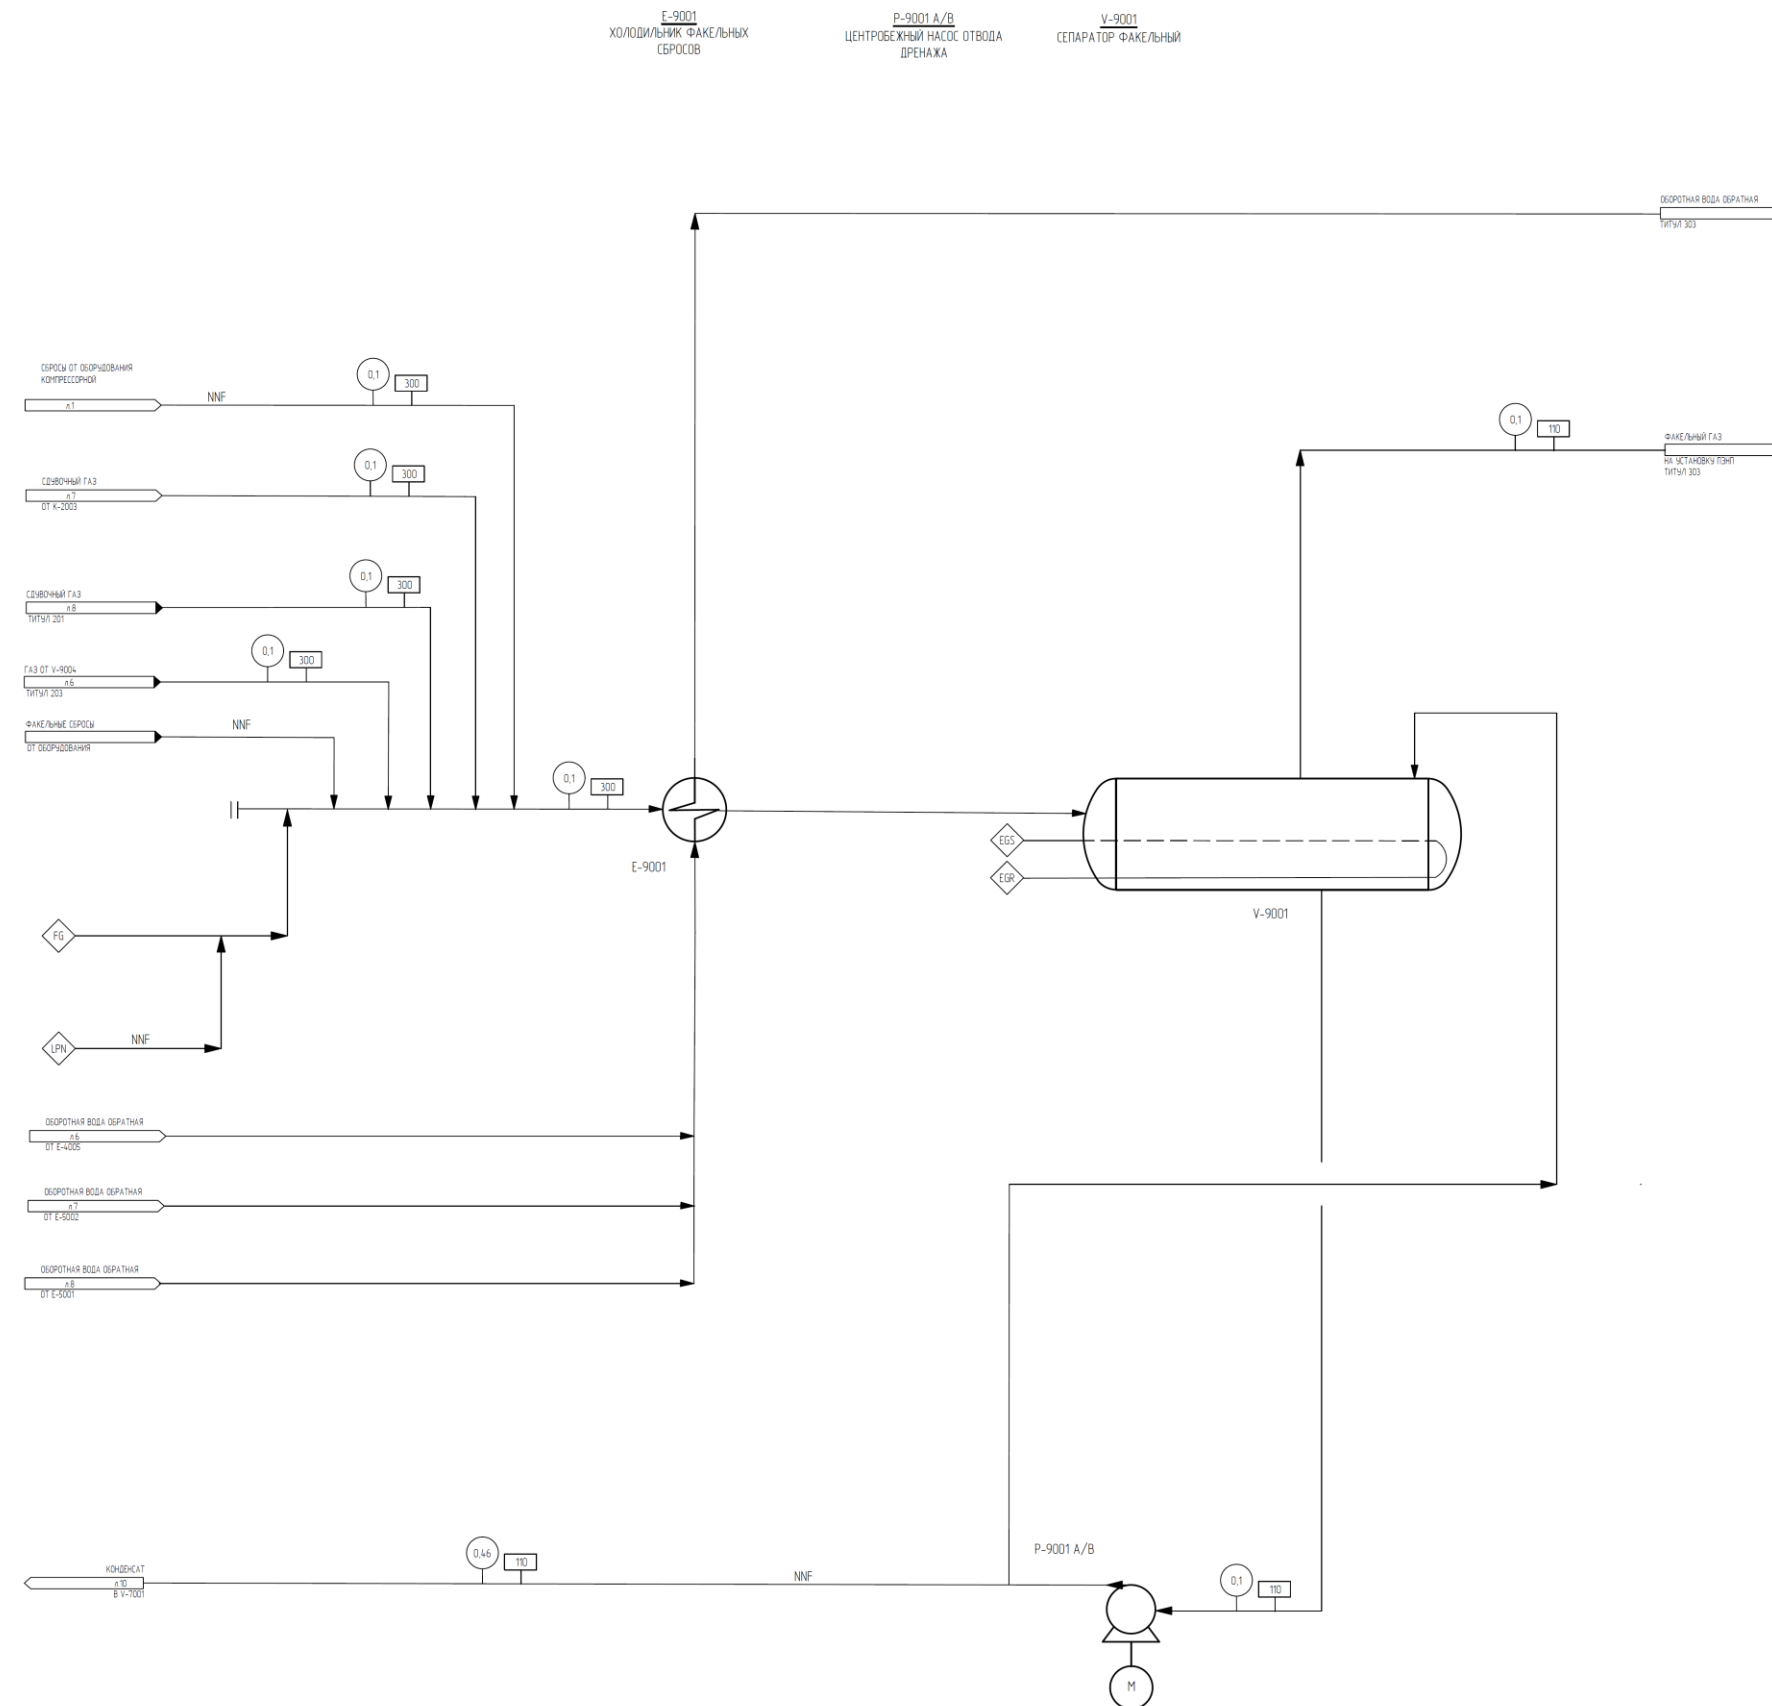 E-9001
ХОЛОДИЛЬНИК ФАКЕЛЬНЫХ
СБРОСОВ
P-9001 A/B
ЦЕНТРОБЕЖНЫЙ НАСОС ОТВОДА
ДРЕНАЖА
V-9001
СЕПАРАТОР ФАКЕЛЬНЫЙ
ОБОРОТНАЯ ВОДА ОБРАТНАЯ
ТИТУЛ 303
СБРОСЫ ОТ ОБОРУДОВАНИЯ
КОМПРЕССОРНОЙ
л.1
NNF
0,1
300
0,1
110
ФАКЕЛЬНЫЙ ГАЗ
НА УСТАНОВКУ ПЭНП
ТИТУЛ 303
СДУВОЧНЫЙ ГАЗ
л.7
ОТ К-2003
0,1
300
СДУВОЧНЫЙ ГАЗ
л.8
ТИТУЛ 201
0,1
300
ГАЗ ОТ V-9004
л.6
ТИТУЛ 203
0,1
300
ФАКЕЛЬНЫЕ СБРОСЫ
ОТ ОБОРУДОВАНИЯ
NNF
0,1
300
E-9001
EGS
EGR
V-9001
FG
LPN
NNF
ОБОРОТНАЯ ВОДА ОБРАТНАЯ
л.6
ОТ Е-4005
ОБОРОТНАЯ ВОДА ОБРАТНАЯ
л.7
ОТ Е-5002
ОБОРОТНАЯ ВОДА ОБРАТНАЯ
л.8
ОТ Е-5001
КОНДЕНСАТ
л.10
В V-7001
0,46
110
NNF
P-9001 A/B
0,1
110
M